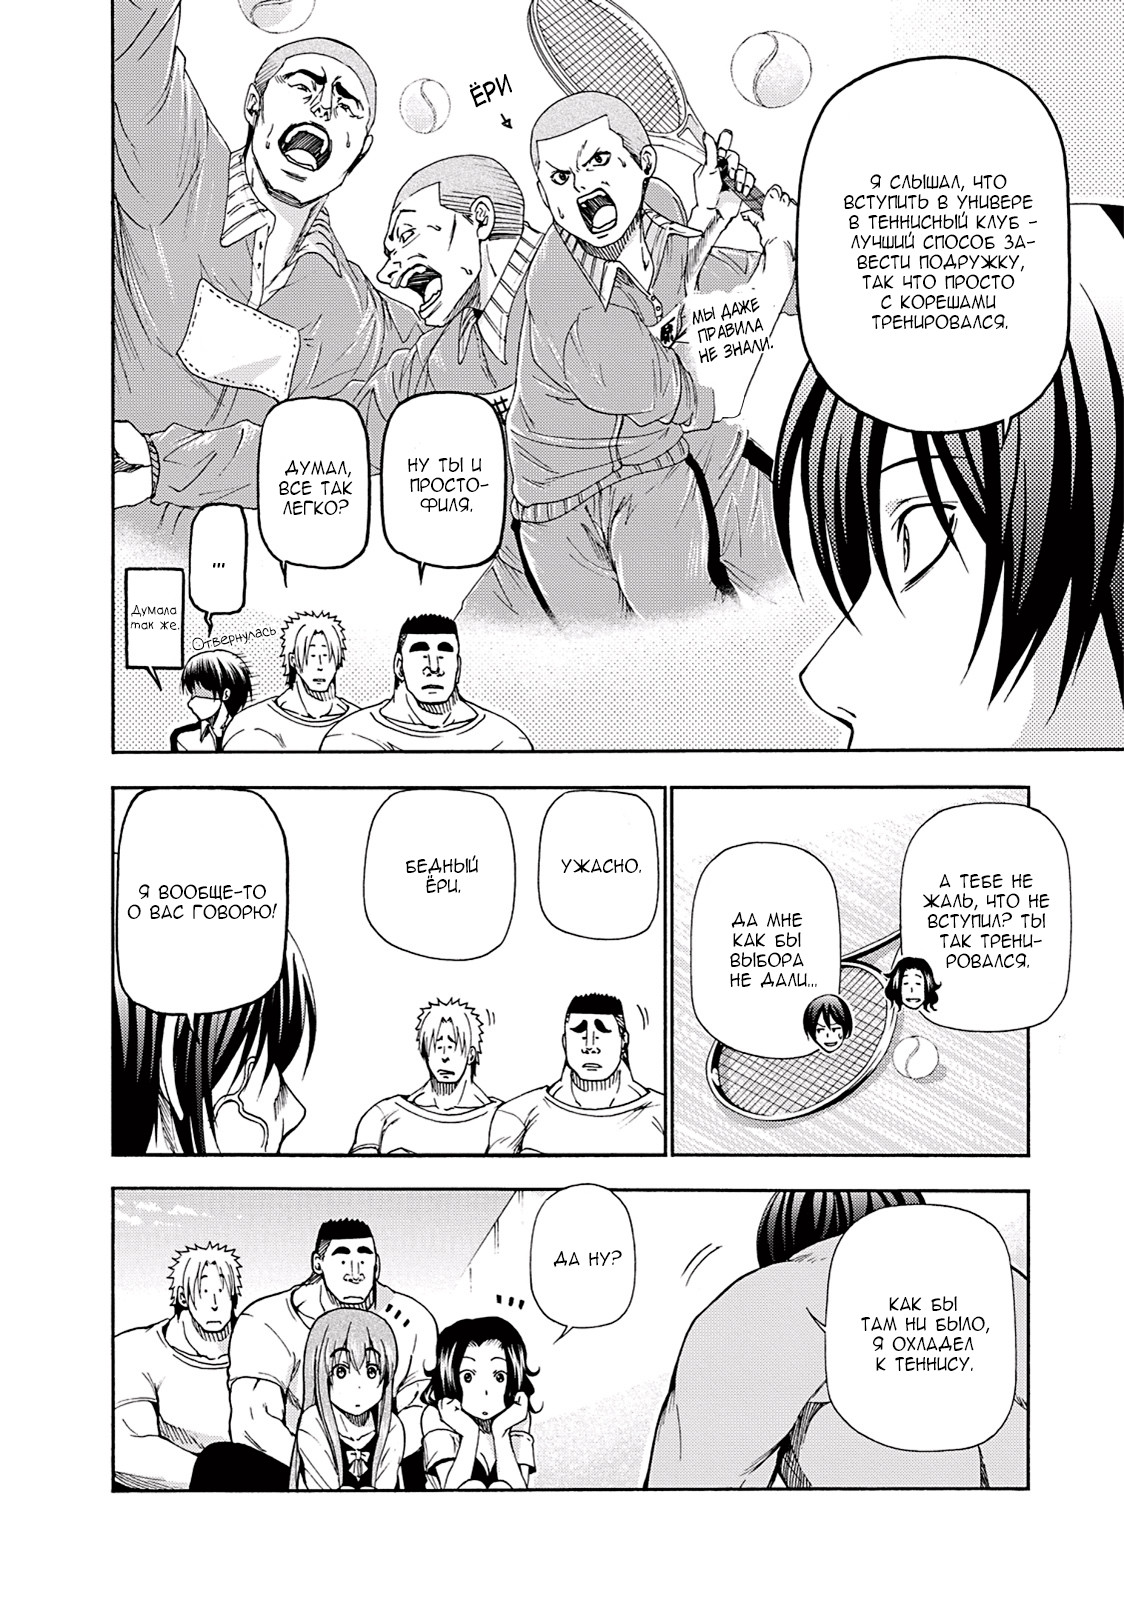 Я СЛЫШАЛ, ЧТО
ВСТУПИТЬ В УНИВЕРЕ
В ТЕННИСНЫЙ КЛУБ -
ЛУЧШИЙ СПОСОБ ЗА-
ВЕСТИ ПОДРУЖКУ,
ТАК ЧТО ПРОСТО
С КОРЕШАМИ
ТРЕНИРОВАЛСЯ.
ЁРИ
МЫ ДАЖЕ
ПРАВИЛА
НЕ ЗНАЛИ.
НУ ТЫ И
ПРОСТО-
ФИЛЯ.
ДУМАЛ,
ВСЕ ТАК
ЛЕГКО?
...
Отвернулась
Думала
так же.
А ТЕБЕ НЕ
ЖАЛЬ, ЧТО НЕ
ВСТУПИЛ? ТЫ
ТАК ТРЕНИ-
РОВАЛСЯ.
ДА МНЕ
КАК БЫ
ВЫБОРА
НЕ ДАЛИ...
УЖАСНО.
БЕДНЫЙ
ЁРИ.
Я ВООБЩЕ-ТО
О ВАС ГОВОРЮ!
КАК БЫ
ТАМ НИ БЫЛО,
Я ОХЛАДЕЛ
К ТЕННИСУ.
ДА НУ?